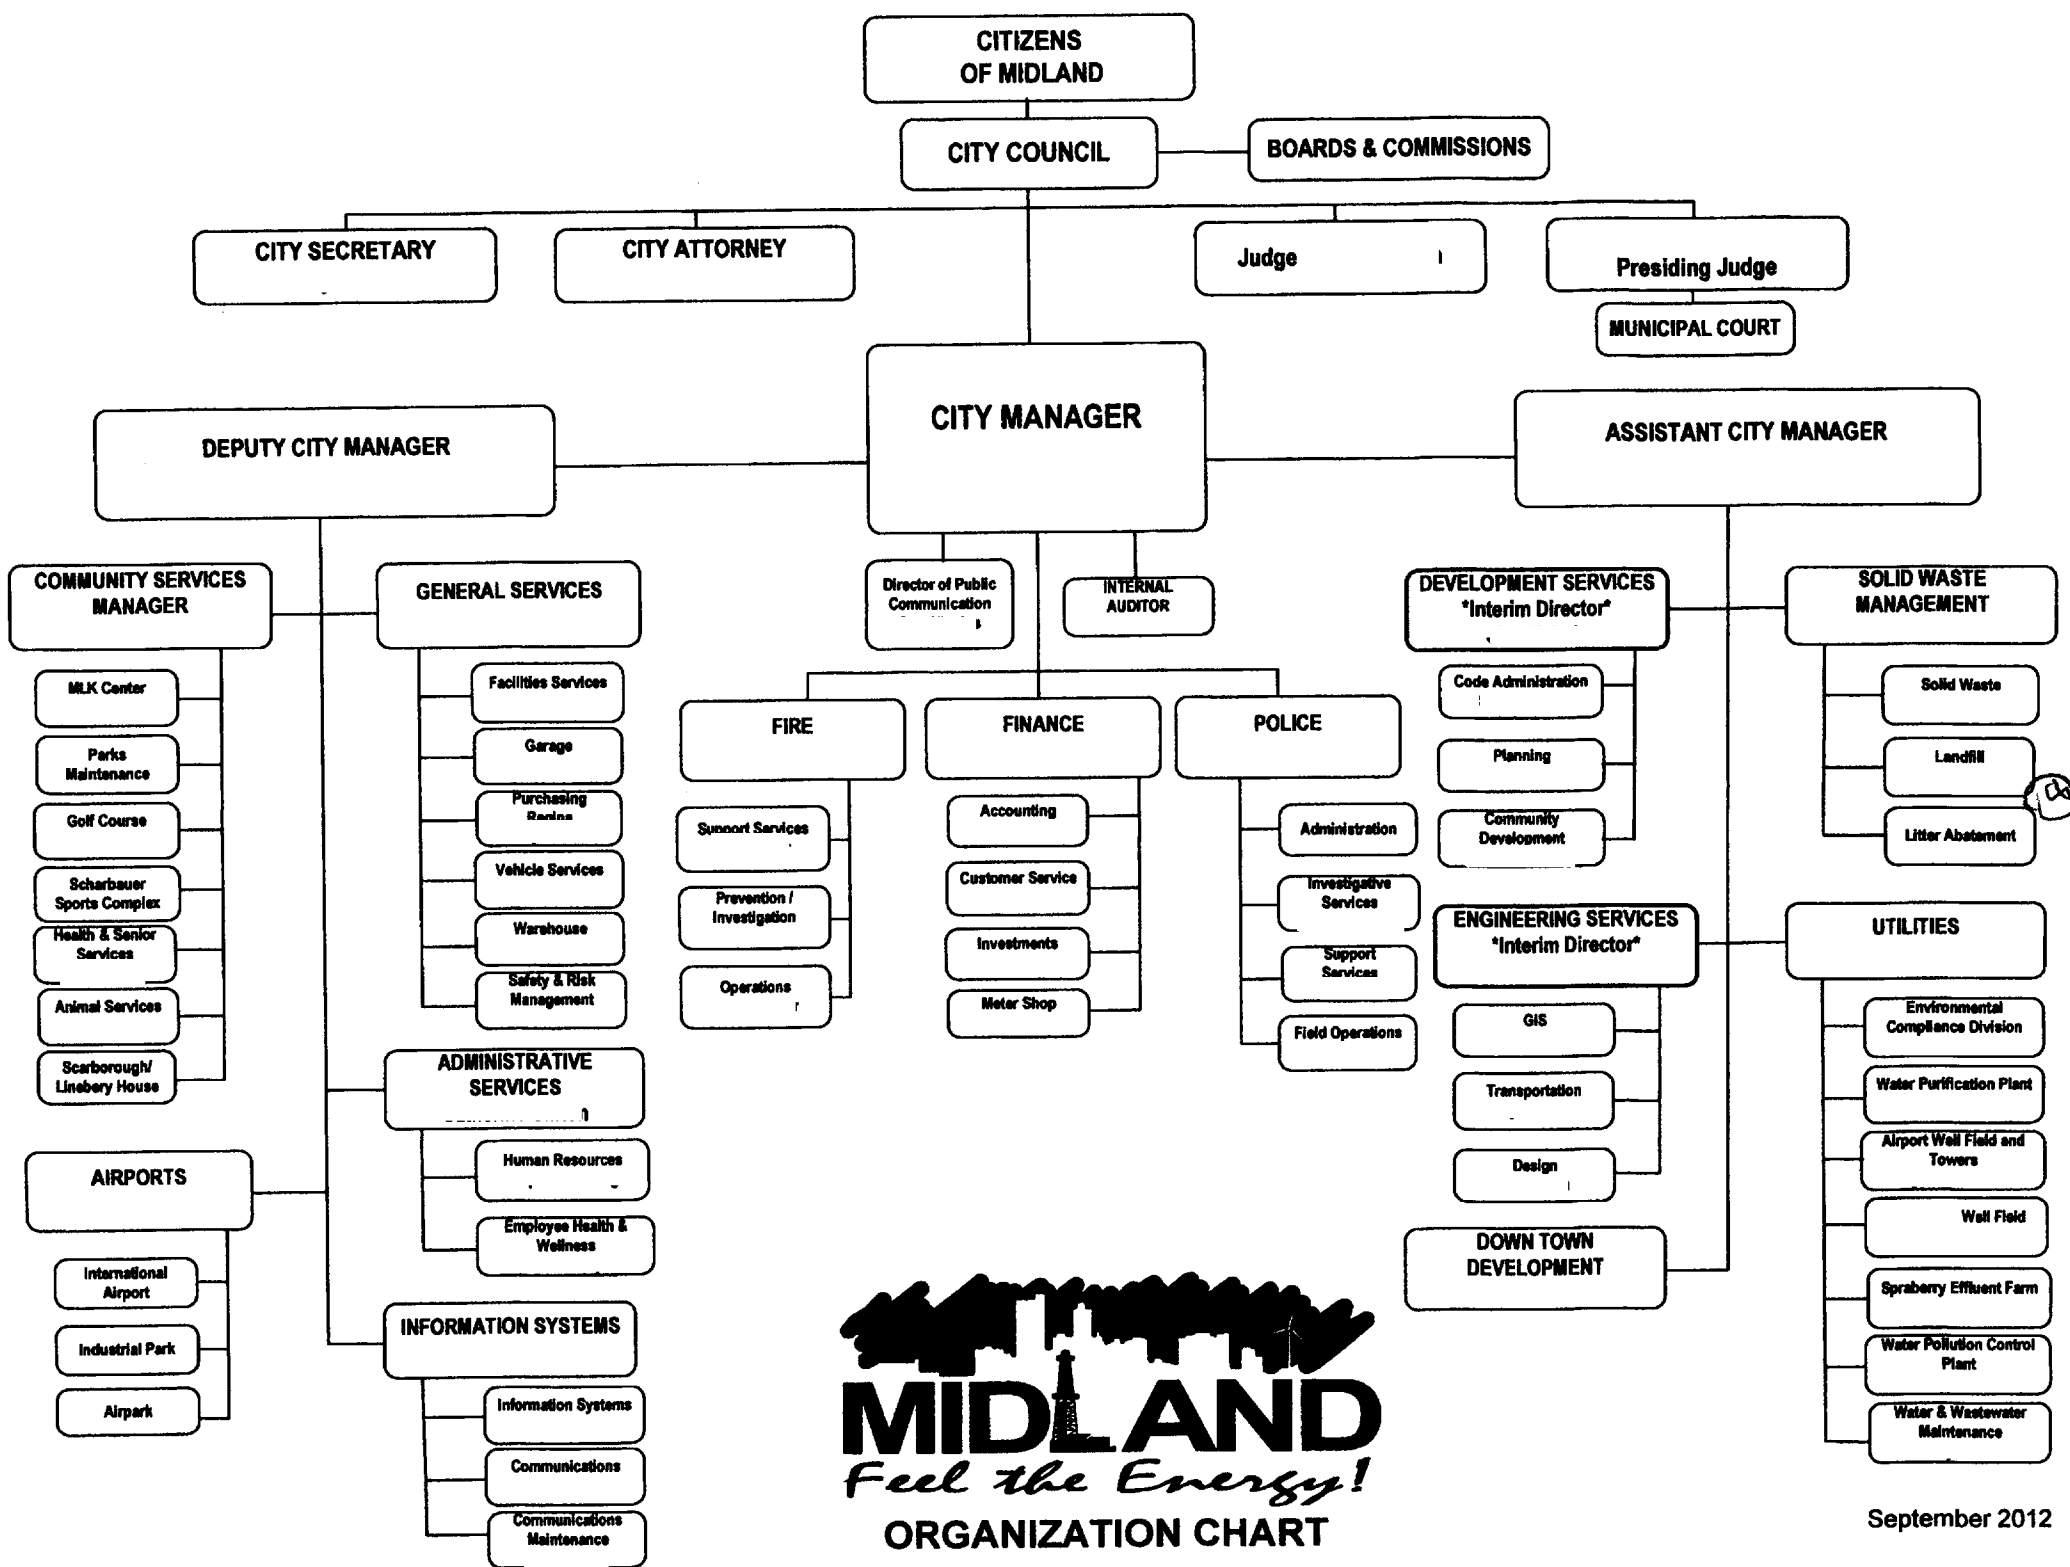 CITIZENS
OF MIDLAND
CITY COUNCIL
BOARDS & COMMISSIONS
CITY SECRETARY
CITY ATTORNEY
Judge
Presiding Judge
MUNICIPAL COURT
CITY MANAGER
DEPUTY CITY MANAGER
ASSISTANT CITY MANAGER
COMMUNITY SERVICES
MANAGER
MLK Center
Parks
Maintenance
Golf Course
Scharbauer
Sports Complex
Health & Senior
Services
Animal Services
Scarborough/
Linebery House
AIRPORTS
International
Airport
Industrial Park
Airpark
GENERAL SERVICES
Facilities Services
Garage
Purchasing
Vehicle Services
Warehouse
Safety & Risk
Management
ADMINISTRATIVE
SERVICES
Human Resources
Employee Health &
Wellness
INFORMATION SYSTEMS
Information Systems
Communications
Communications
Maintenance
Director of Public
Communication
INTERNAL
AUDITOR
FIRE
Support Services
Prevention /
Investigation
Operations
FINANCE
Accounting
Customer Service
Investments
Meter Shop
POLICE
Administration
Investigative
Services
Support
Services
Field Operations
DEVELOPMENT SERVICES
*Interim Director*
Code Administration
Planning
Community
Development
ENGINEERING SERVICES
*Interim Director*
GIS
Transportation
Design
DOWN TOWN
DEVELOPMENT
SOLID WASTE
MANAGEMENT
Solid Waste
Landfill
Litter Abatement
UTILITIES
Environmental
Compliance Division
Water Purification Plant
Airport Well Field and
Towers
Well Field
Spraberry Effluent Farm
Water Pollution Control
Plant
Water & Wastewater
Maintenance
MIDLAND
Feel the Energy!
ORGANIZATION CHART
September 2012